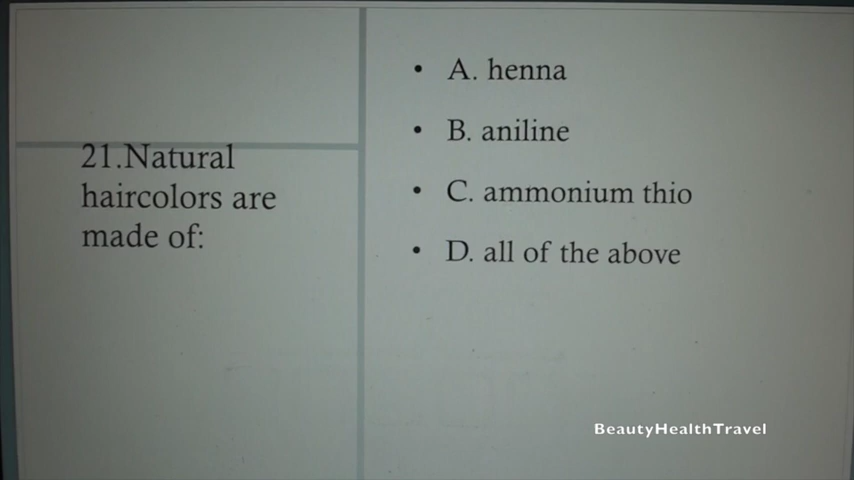 21.Natural
haircolors are
made of:
• A. henna
• B. aniline
• C. ammonium thio
• D. all of the above
BeautyHealthTravel